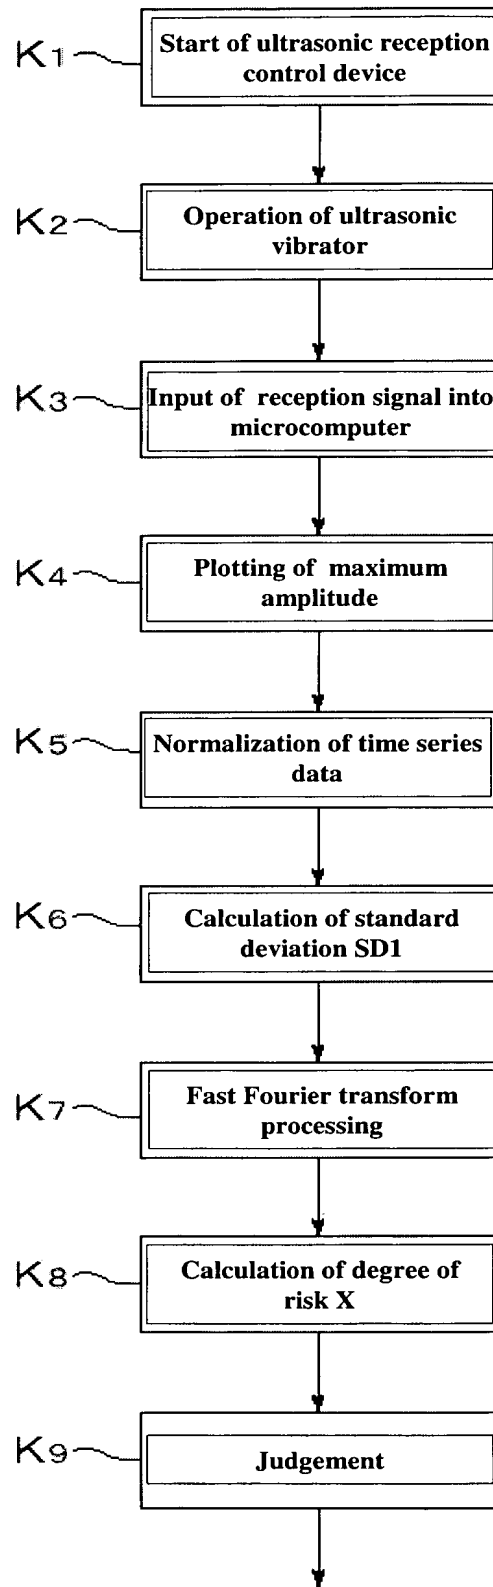 K1
Start of ultrasonic reception
control device
K2
Operation of ultrasonic
vibrator
K3
Input of reception signal into
microcomputer
K4
Plotting of maximum
amplitude
K5
Normalization of time series
data
K6
Calculation of standard
deviation SD1
K7
Fast Fourier transform
processing
K8
Calculation of degree of
risk X
K9
Judgement